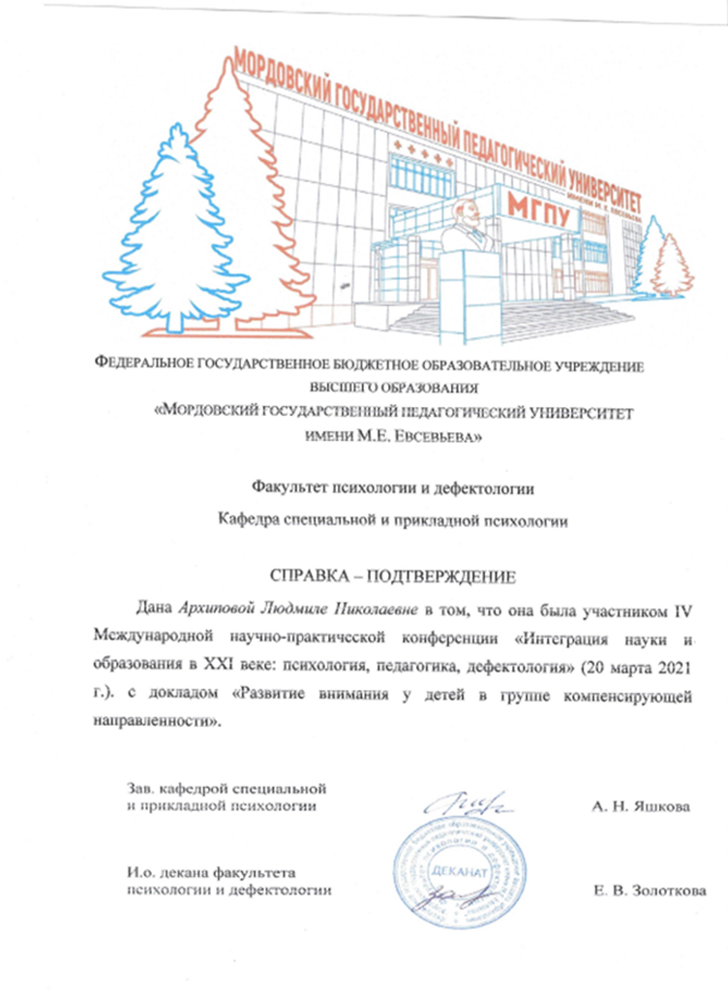 МОРДОВСКИЙ ГОСУДАРСТВЕННЫЙ ПЕДАГОГИЧЕСКИЙ УНИВЕРСИТЕТ
ИМЕНИ М. Е. ЕВСЕВЬЕВА
МГПУ
ФЕДЕРАЛЬНОЕ ГОСУДАРСТВЕННОЕ БЮДЖЕТНОЕ ОБРАЗОВАТЕЛЬНОЕ УЧРЕЖДЕНИЕ
ВЫСШЕГО ОБРАЗОВАНИЯ
«МОРДОВСКИЙ ГОСУДАРСТВЕННЫЙ ПЕДАГОГИЧЕСКИЙ УНИВЕРСИТЕТ
ИМЕНИ М.Е. ЕВСЕВЬЕВА»
Факультет психологии и дефектологии
Кафедра специальной и прикладной психологии
СПРАВКА – ПОДТВЕРЖДЕНИЕ
Дана Архиповой Людмиле Николаевне в том, что она была участником IV
Международной научно-практической конференции «Интеграция науки и
образования в XXI веке: психология, педагогика, дефектология» (20 марта 2021
г.). с докладом «Развитие внимания у детей в группе компенсирующей
направленности».
Зав. кафедрой специальной
и прикладной психологии
А. Н. Яшкова
ДЕКАНАТ
И.о. декана факультета
психологии и дефектологии
Е. В. Золоткова